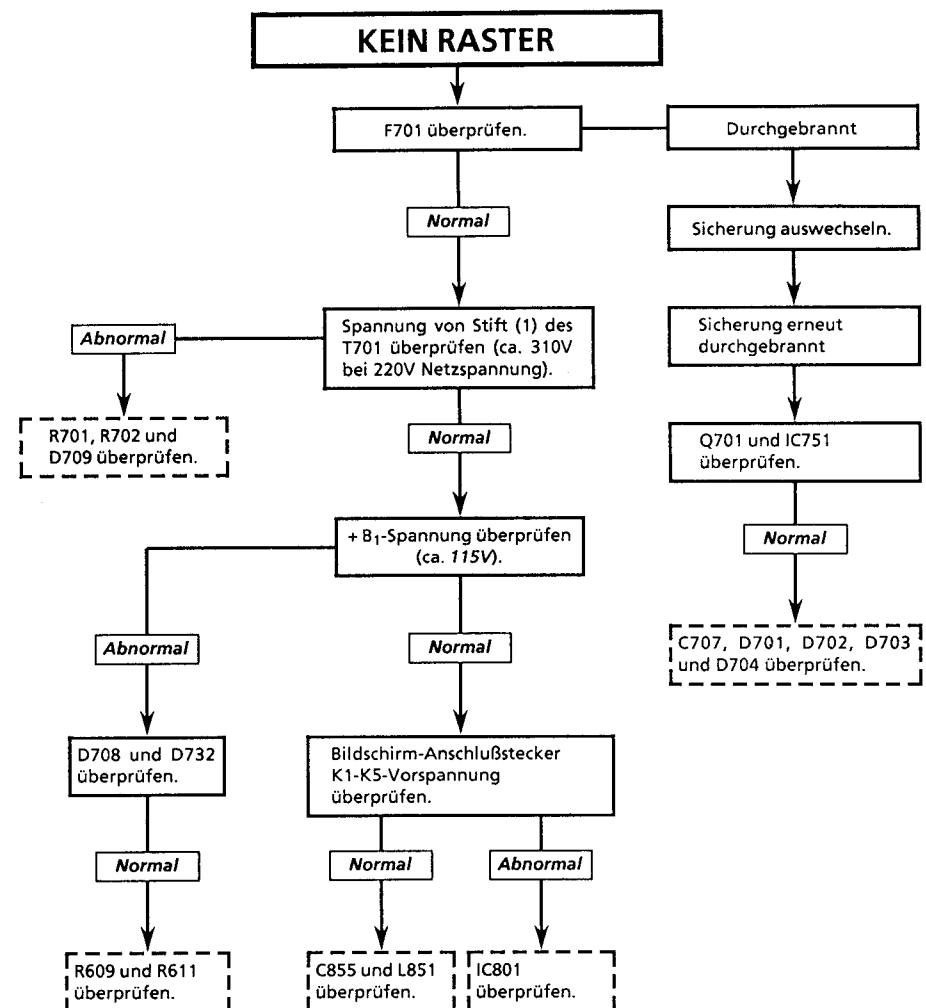 KEIN RASTER
F701 überprüfen.
Durchgebrannt
Normal
Sicherung auswechseln.
Abnormal
Spannung von Stift (1) des
T701 überprüfen (ca. 310V
bei 220V Netzspannung).
Sicherung erneut
durchgebrannt
R701, R702 und
D709 überprüfen.
Normal
Q701 und IC751
überprüfen.
+ B1-Spannung überprüfen
(ca. 115V).
Normal
Abnormal
Normal
C707, D701, D702, D703
und D704 überprüfen.
D708 und D732
überprüfen.
Bildschirm-Anschlußstecker
K1-K5-Vorspannung
überprüfen.
Normal
Normal
Abnormal
R609 und R611
überprüfen.
C855 und L851
überprüfen.
IC801
überprüfen.